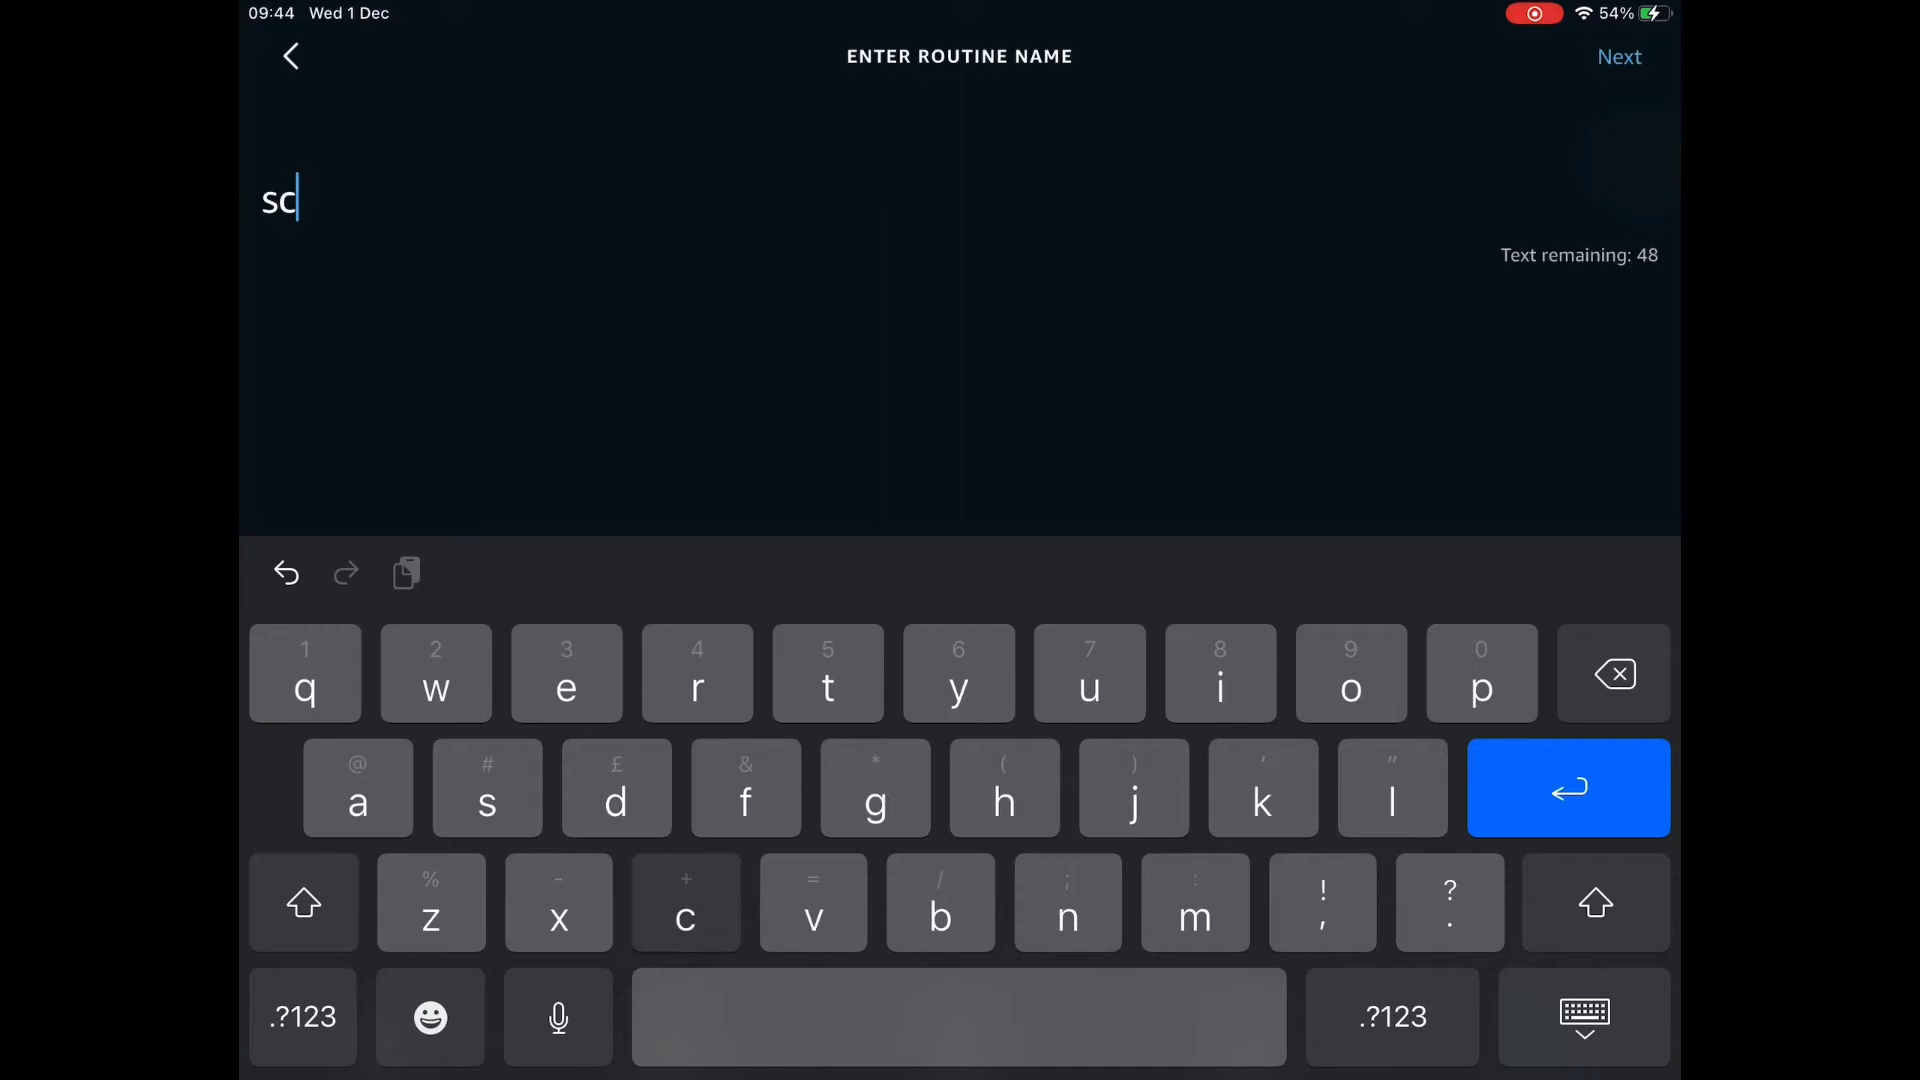 09:44 Wed 1 Dec 54%
ENTER ROUTINE NAME Next
sc
Text remaining: 48
1 2 3 4 5 6 7 8 9 0
q w e r t y u i o p
@ # £ & * ( ) ' "
a s d f g h j k l
% - + = / ; : ! ?
z x c v b n m , .
.?123 .?123